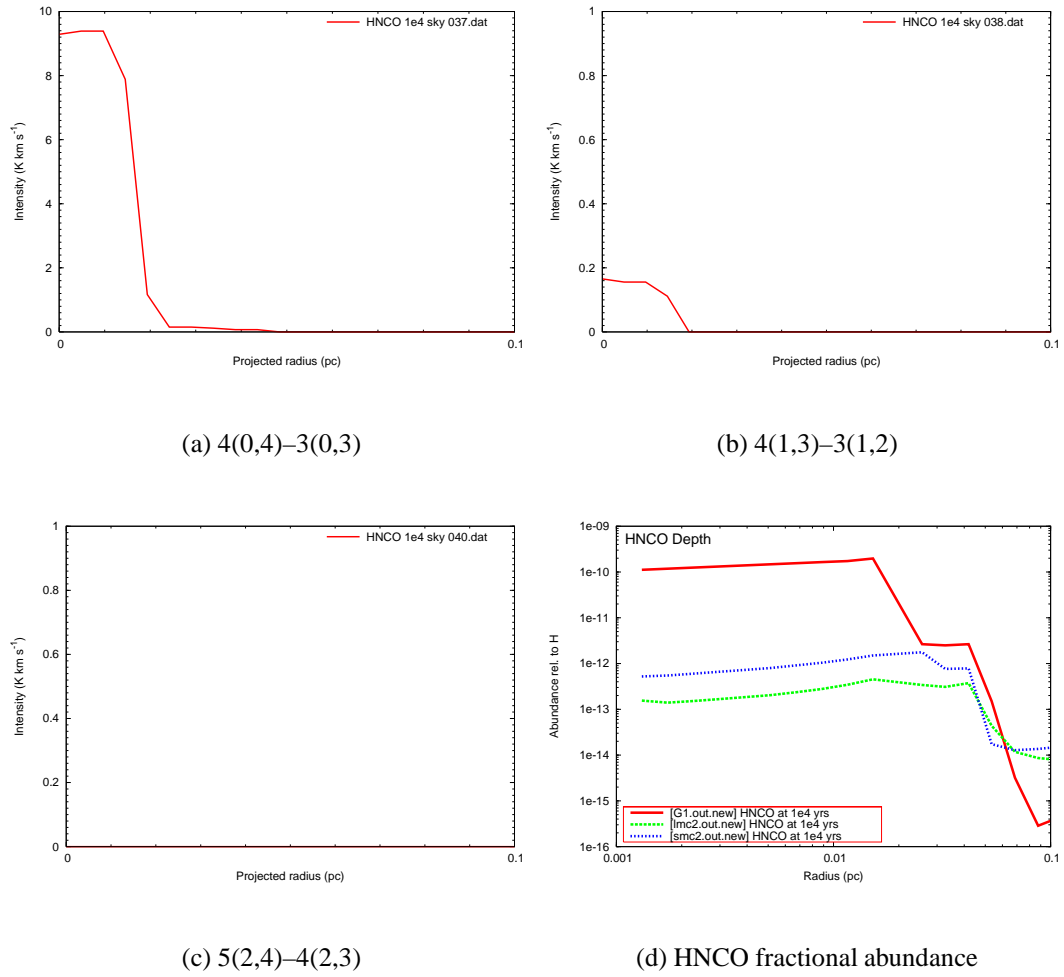 HNCO 1e4 sky 037.dat
10
8
6
4
2
0
Intensity (K km s⁻¹)
0 0.1
Projected radius (pc)
(a) 4(0,4)–3(0,3)
HNCO 1e4 sky 038.dat
1
0.8
0.6
0.4
0.2
0
Intensity (K km s⁻¹)
0 0.1
Projected radius (pc)
(b) 4(1,3)–3(1,2)
HNCO 1e4 sky 040.dat
1
0.8
0.6
0.4
0.2
0
Intensity (K km s⁻¹)
0 0.1
Projected radius (pc)
(c) 5(2,4)–4(2,3)
HNCO Depth
1e-09
1e-10
1e-11
1e-12
1e-13
1e-14
1e-15
1e-16
Abundance rel. to H
[G1.out.new] HNCO at 1e4 yrs
[lmc2.out.new] HNCO at 1e4 yrs
[smc2.out.new] HNCO at 1e4 yrs
0.001 0.01 0.1
Radius (pc)
(d) HNCO fractional abundance